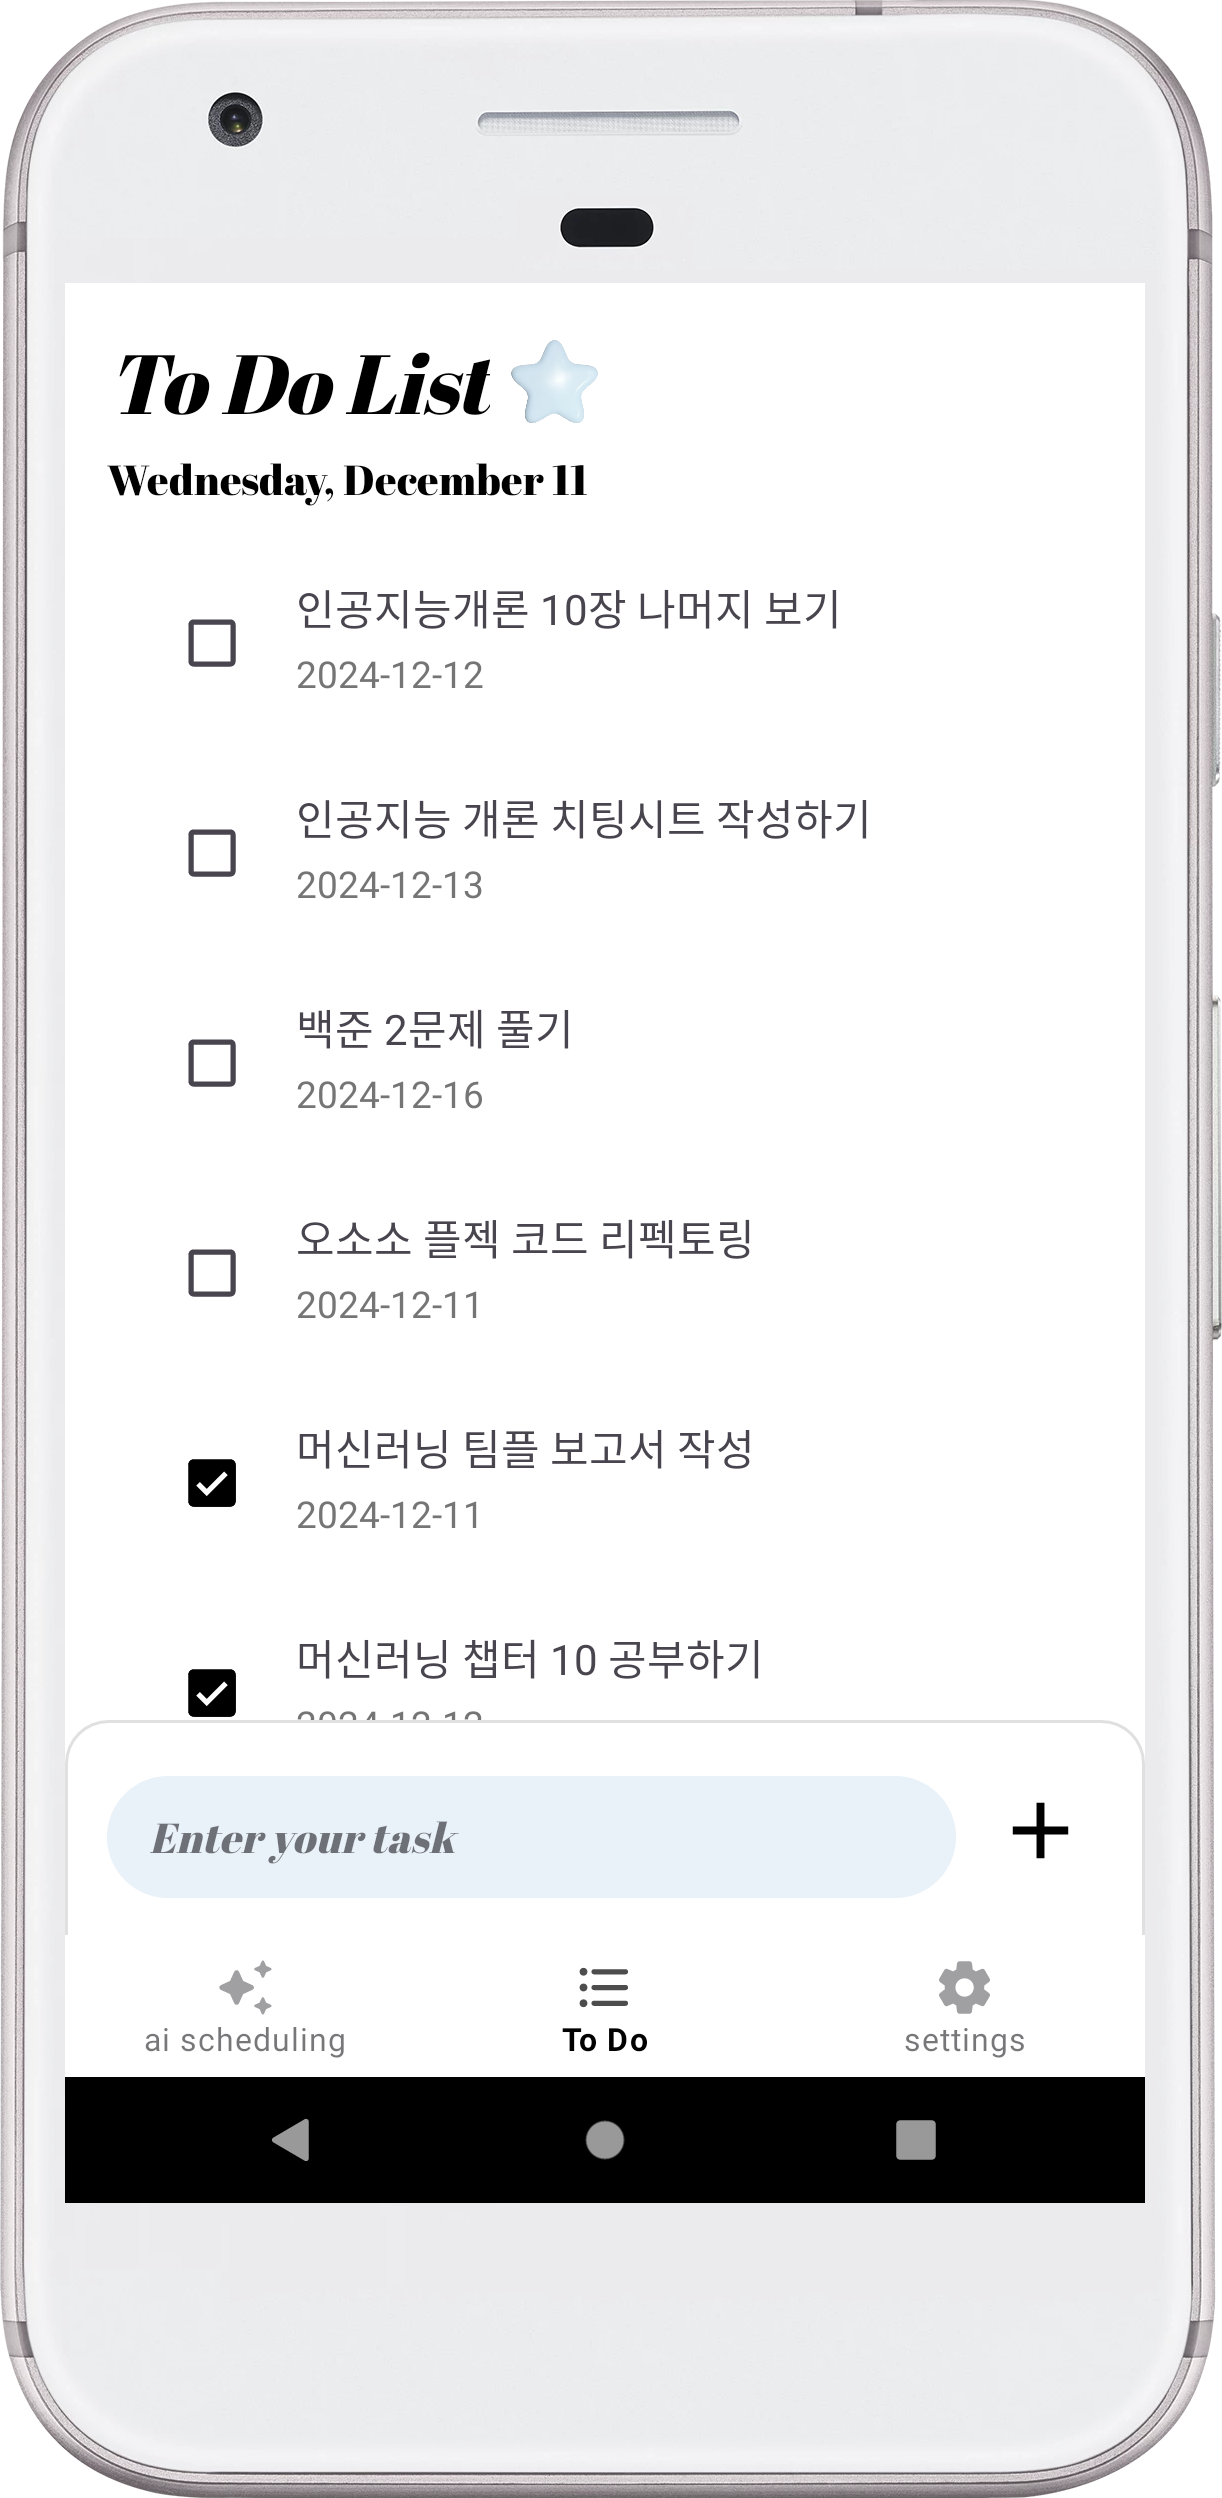 To Do List
Wednesday, December 11
인공지능개론 10장 나머지 보기
2024-12-12
인공지능 개론 치팅시트 작성하기
2024-12-13
백준 2문제 풀기
2024-12-16
오소소 플젝 코드 리펙토링
2024-12-11
머신러닝 팀플 보고서 작성
2024-12-11
머신러닝 챕터 10 공부하기
Enter your task
ai scheduling
To Do
settings